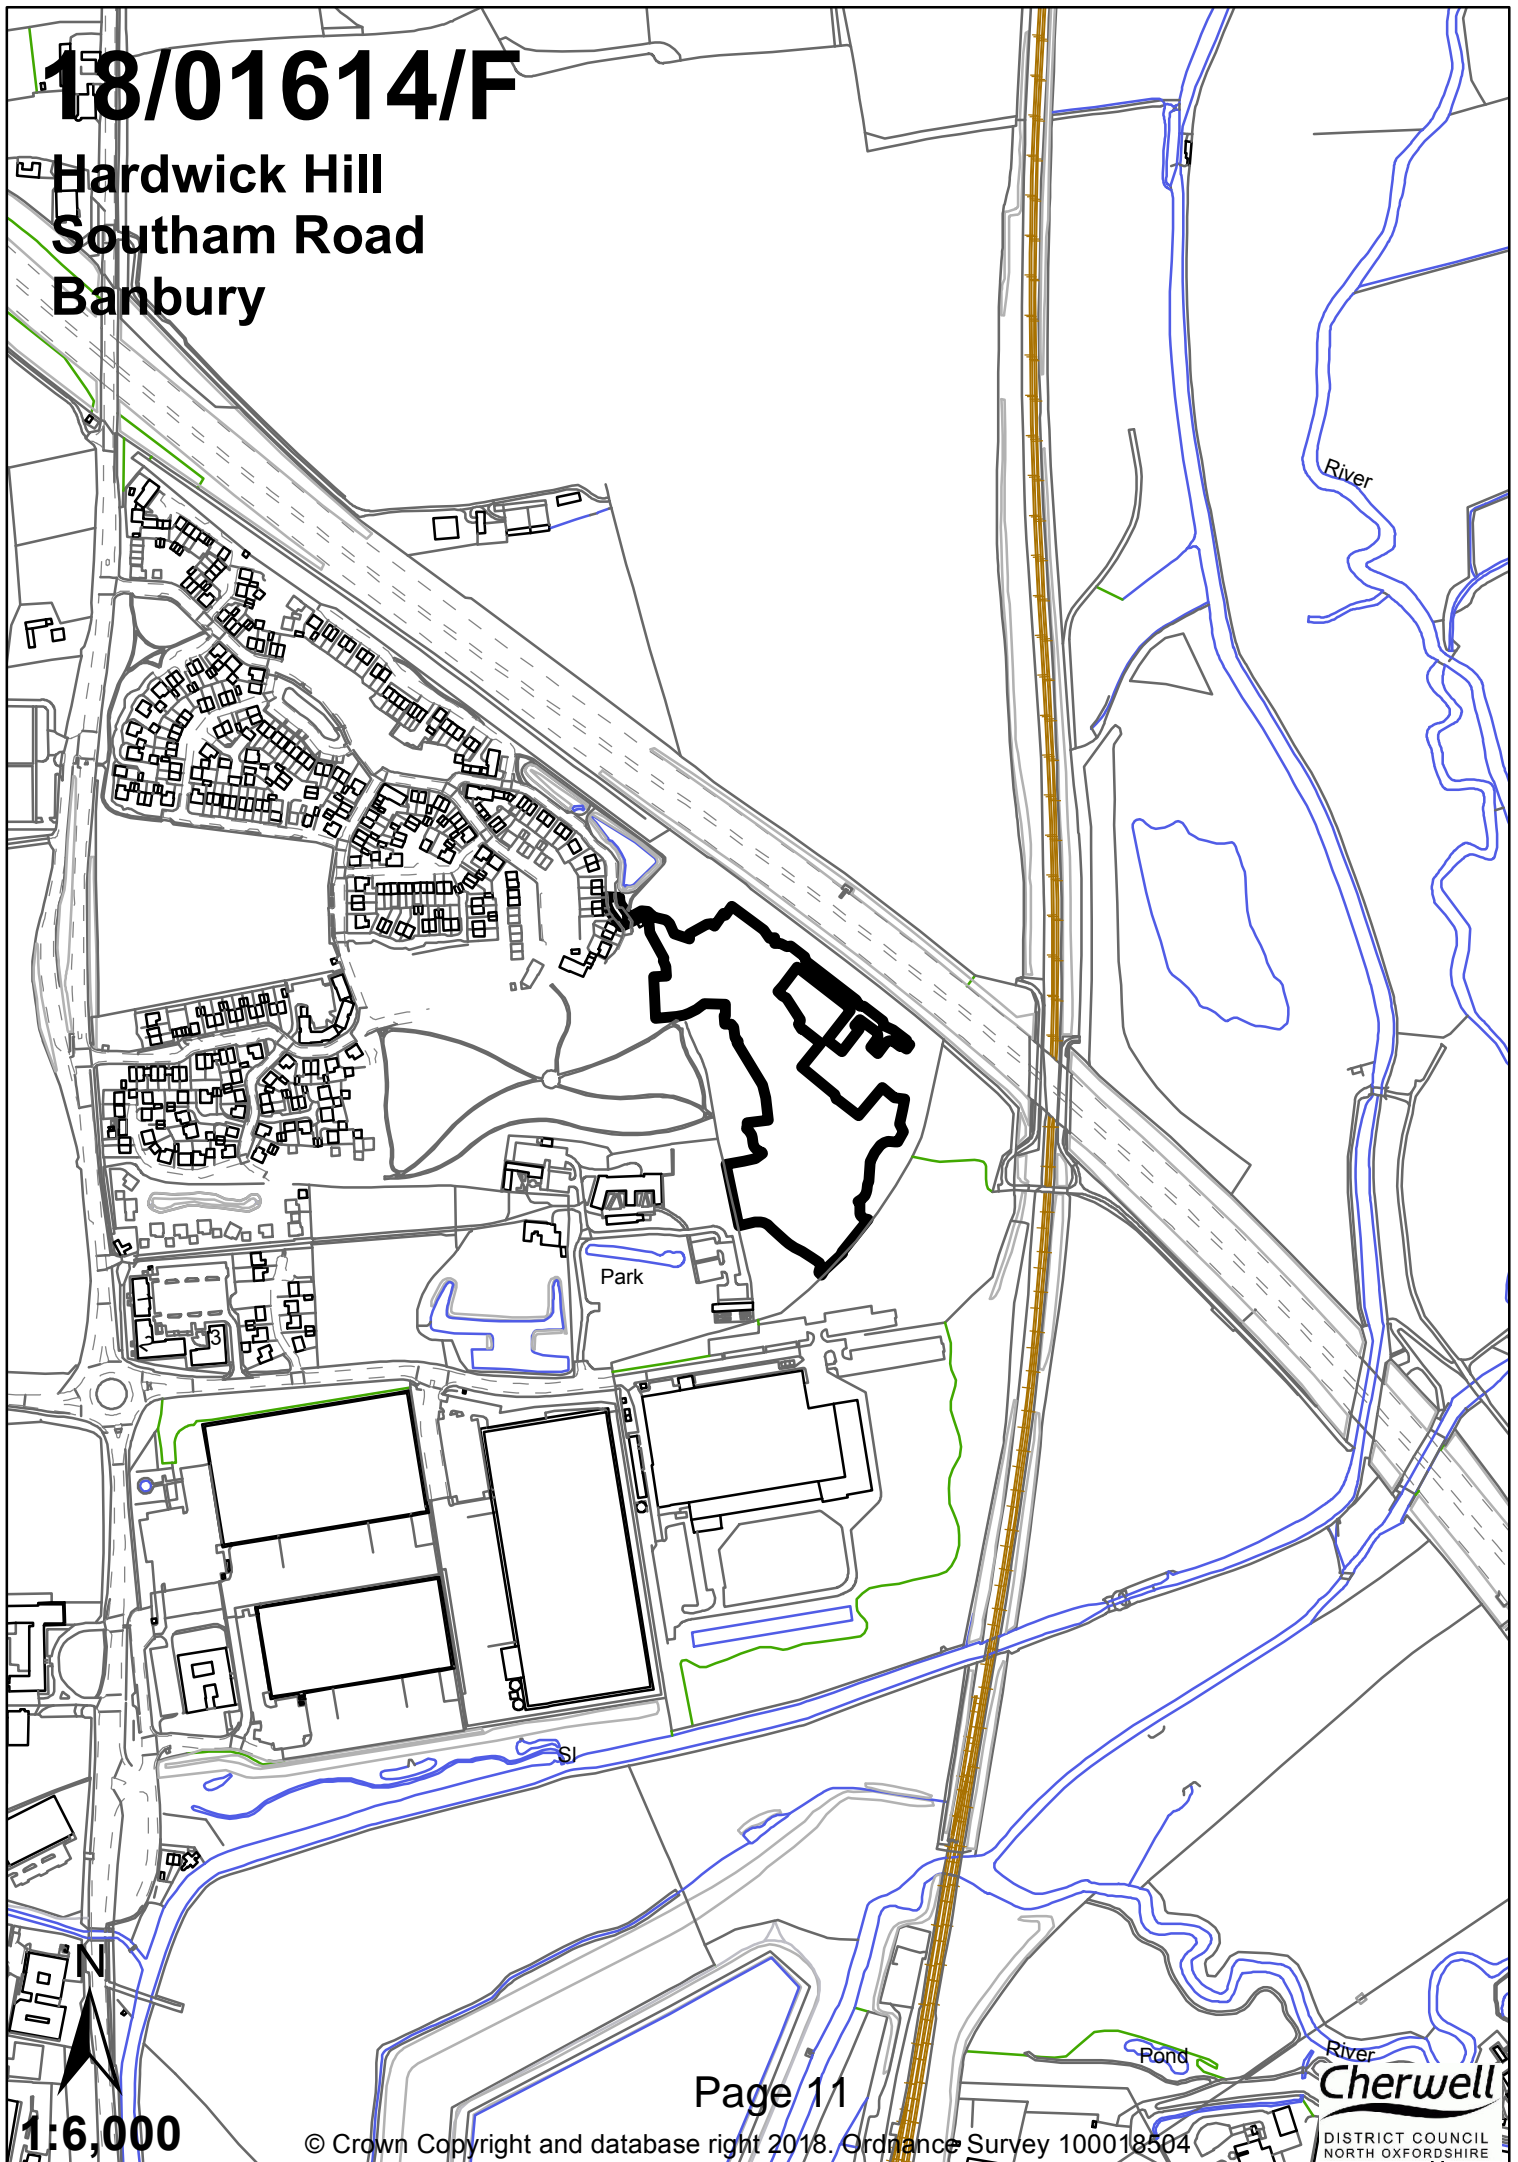 18/01614/F
Hardwick Hill
Southam Road
Banbury
River
Park
3
Sl
N
Pond
River
Page 11
1:6,000
© Crown Copyright and database right 2018. Ordnance Survey 100018504
Cherwell
DISTRICT COUNCIL
NORTH OXFORDSHIRE